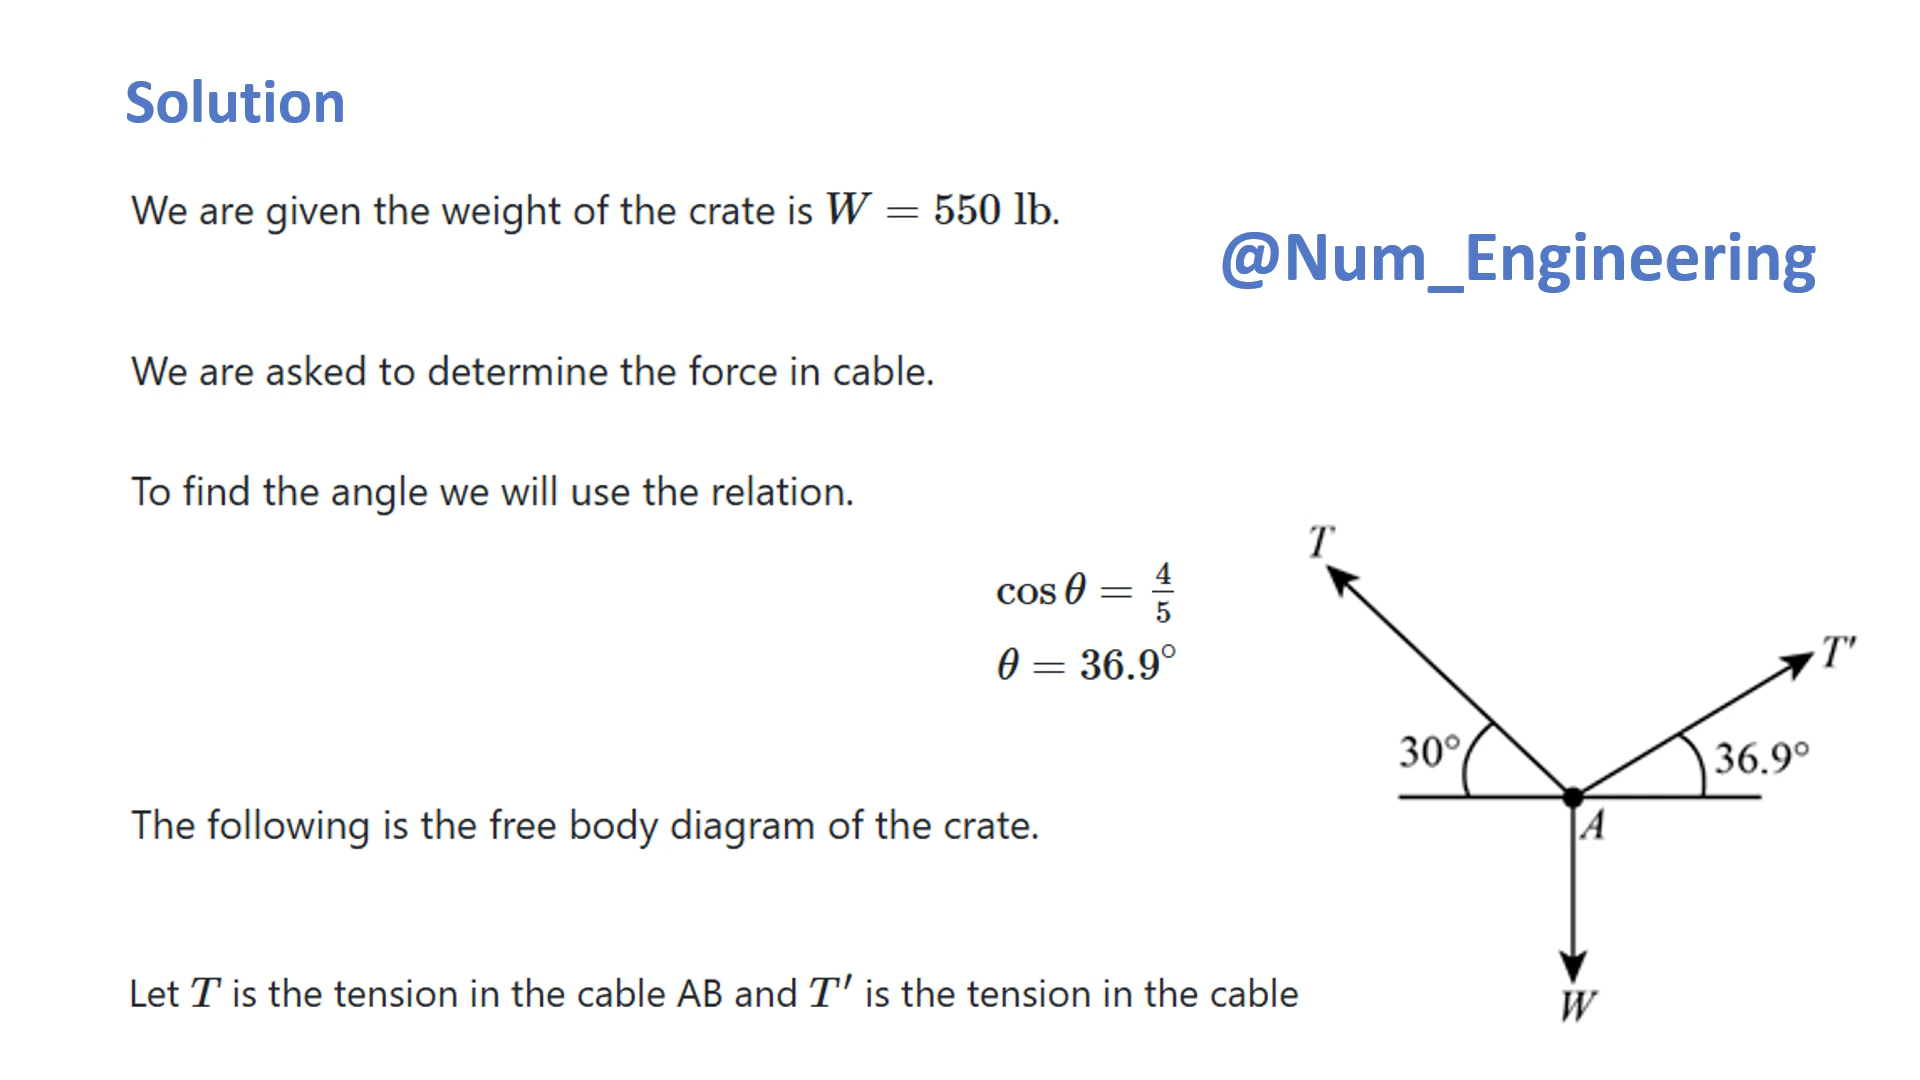 Solution
We are given the weight of the crate is W = 550 lb.
@Num_Engineering
We are asked to determine the force in cable.
To find the angle we will use the relation.
cos θ = 4/5
θ = 36.9°
T
T'
30°
36.9°
A
W
The following is the free body diagram of the crate.
Let T is the tension in the cable AB and T′ is the tension in the cable